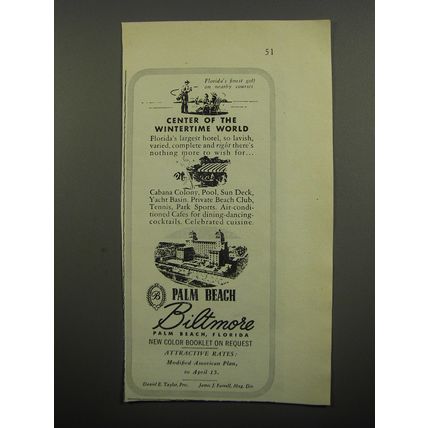 51
Florida's finest golf
on nearby courses
CENTER OF THE
WINTERTIME WORLD
Florida's largest hotel, so lavish,
varied, complete and right there's
nothing more to wish for...
Cabana Colony, Pool, Sun Deck,
Yacht Basin. Private Beach Club,
Tennis, Park Sports. Air-condi-
tioned Cafes for dining-dancing-
cocktails. Celebrated cuisine.
B
PALM BEACH
Biltmore
PALM BEACH, FLORIDA
NEW COLOR BOOKLET ON REQUEST
ATTRACTIVE RATES:
Modified American Plan,
to April 15.
Daniel E. Taylor, Pres. James J. Farrell, Mng. Dir.